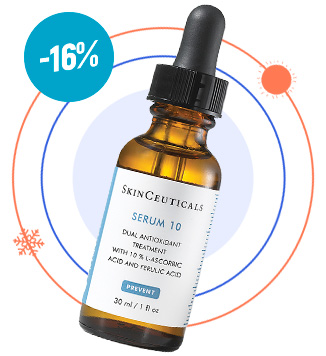 -16%
SKINCEUTICALS
SERUM 10
DUAL ANTIOXIDANT
TREATMENT
WITH 10 % L-ASCORBIC
ACID AND FERULIC ACID
PREVENT
30 ml / 1 fl oz